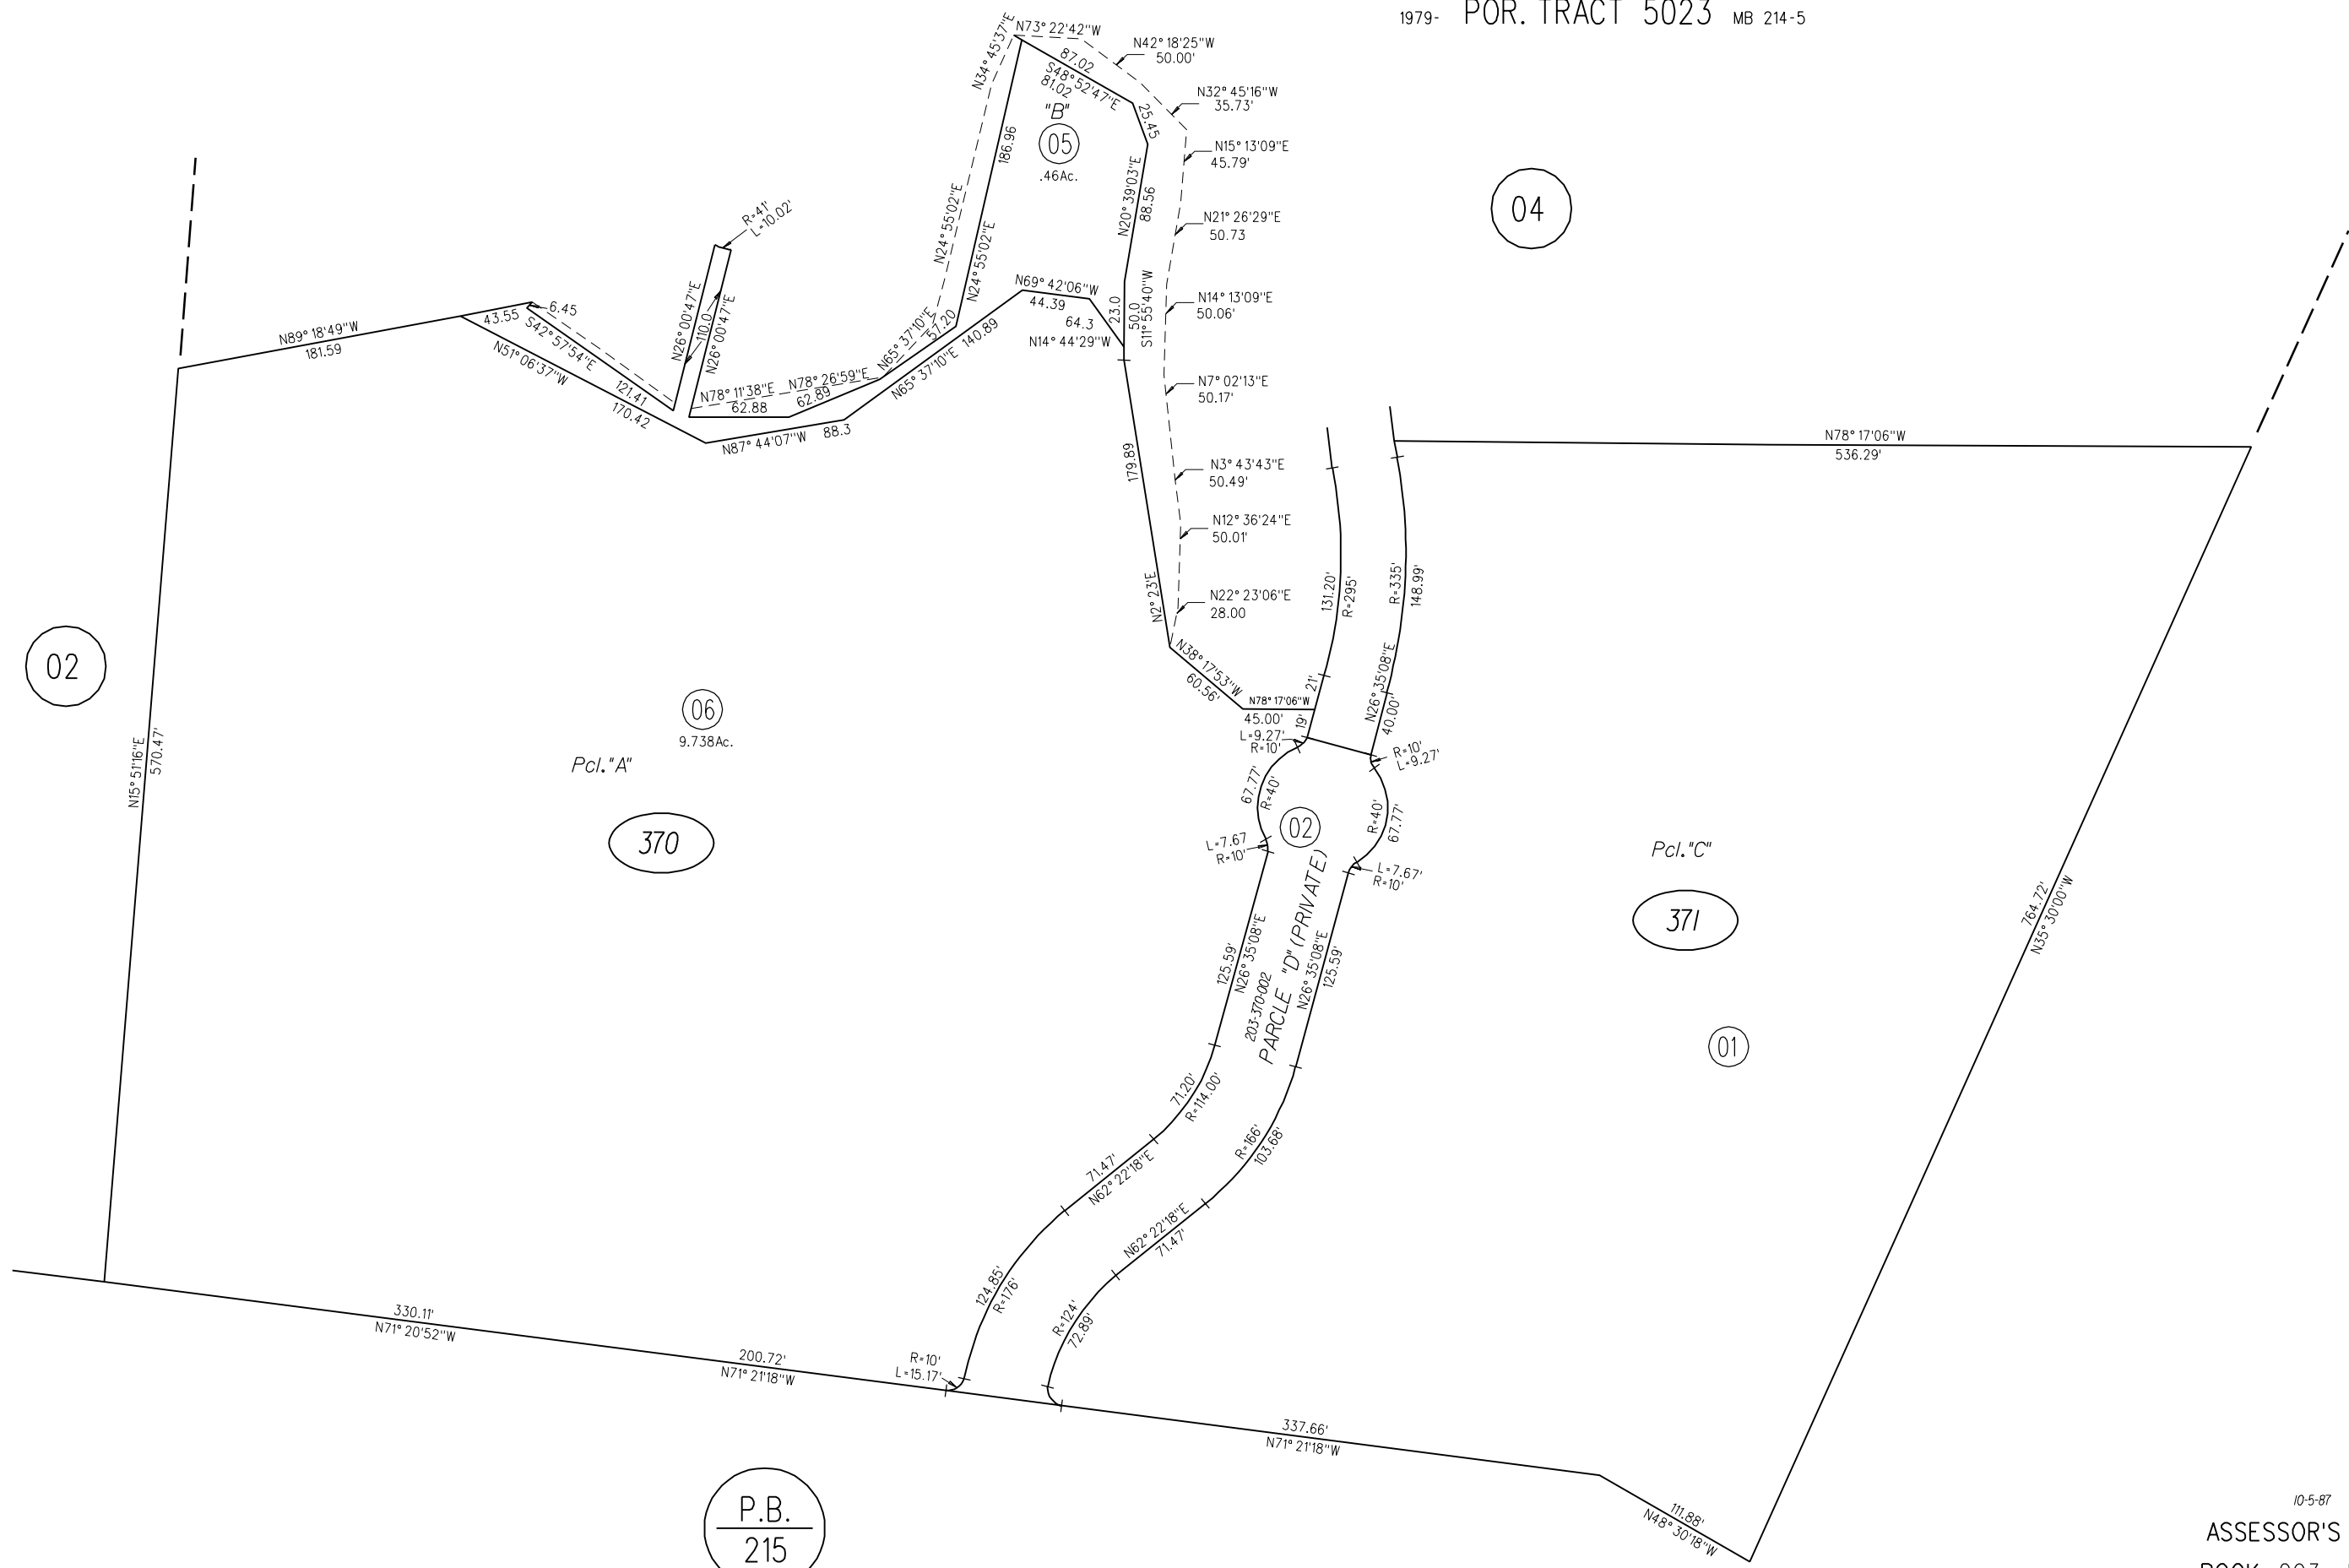 1979- POR. TRACT 5023 MB 214-5
N73° 22'42"W
N42° 18'25"W
50.00'
N34° 45'37"E
87.02
S48° 52'47"E
81.02
N32° 45'16"W
35.73'
"B"
05
.46Ac.
25.45
186.96
N15° 13'09"E
45.79'
N20° 39'03"E
88.56
04
R=41'
L=10.02'
N24° 55'02"E
N24° 55'02"E
N21° 26'29"E
50.73
N69° 42'06"W
44.39
64.3
N14° 44'29"W
23.0
50.0
S11° 55'40"W
N14° 13'09"E
50.06'
6.45
43.55
S42° 57'54"E
121.41
N51° 06'37"W
170.42
N89° 18'49"W
181.59
N26° 00'47"E
10.0
N26° 00'47"E
N65° 37'10"E
57.20
N65° 37'10"E 140.89
N78° 11'38"E
62.88
N78° 26'59"E
62.89
N87° 44'07"W 88.3
N7° 02'13"E
50.17'
179.89
N2° 23'E
N3° 43'43"E
50.49'
N12° 36'24"E
50.01'
N22° 23'06"E
28.00
N78° 17'06"W
536.29'
131.20'
R=295'
R=335'
148.99'
N26° 35'08"E
40.00'
N38° 17'53"W
60.56'
N78° 17'06"W
45.00'
21'
19'
L=9.27'
R=10'
R=10'
L=9.27'
02
06
9.738Ac.
Pcl."A"
370
N15° 51'16"E
570.47'
67.77'
R=40'
R=40'
67.77'
02
L=7.67
R=10'
L=7.67'
R=10'
Pcl."C"
371
01
764.72'
N35° 30'00"W
125.59'
N26° 35'08"E
203-370-002
PARCLE "D" (PRIVATE)
N26° 35'08"E
125.59'
71.20'
R=114.00'
R=166'
103.68'
71.47'
N62° 22'18"E
N62° 22'18"E
71.47'
124.85'
R=176'
R=124'
72.89'
330.11'
N71° 20'52"W
200.72'
N71° 21'18"W
R=10'
L=15.17'
337.66'
N71° 21'18"W
111.88'
N48° 30'18"W
P.B.
215
10-5-87
ASSESSOR'S